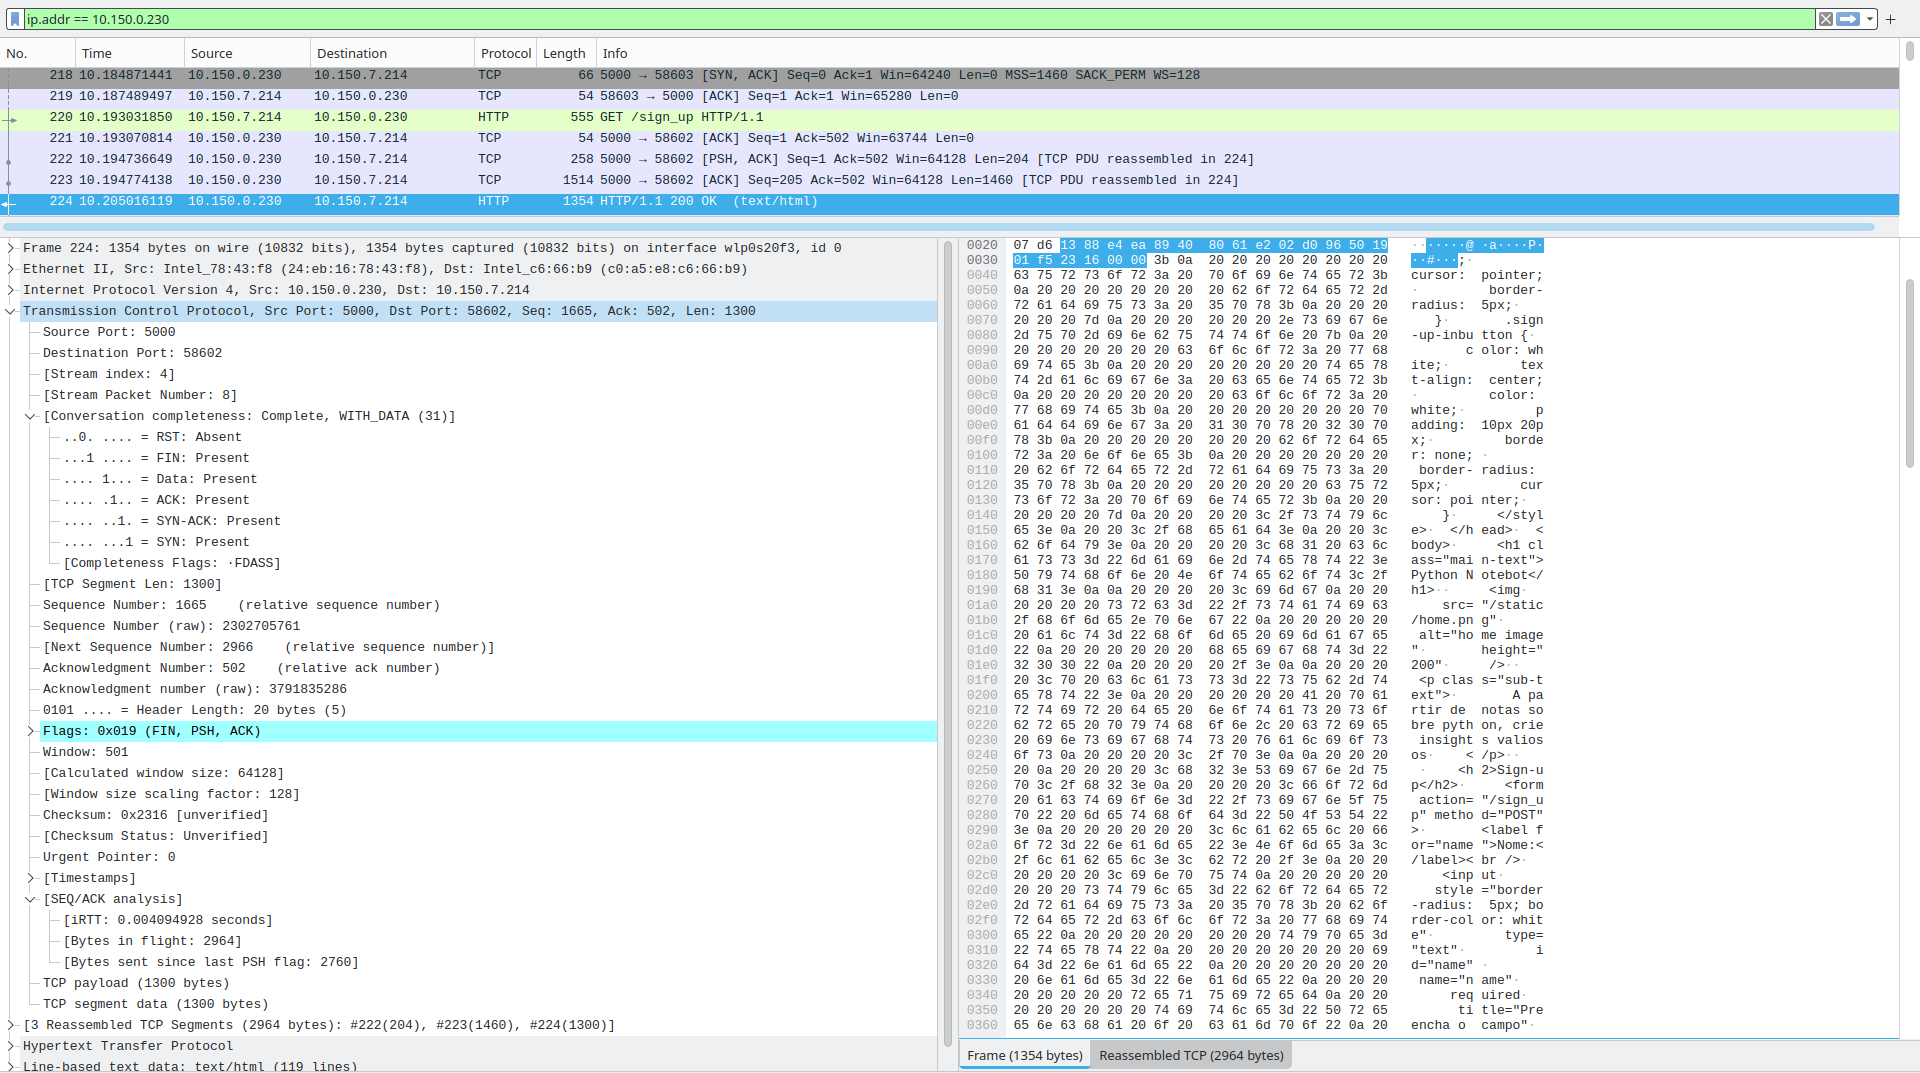 ip.addr == 10.150.0.230
No. Time Source Destination Protocol Length Info
218 10.184871441 10.150.0.230 10.150.7.214 TCP 66 5000 → 58603 [SYN, ACK] Seq=0 Ack=1 Win=64240 Len=0 MSS=1460 SACK_PERM WS=128
219 10.187489497 10.150.7.214 10.150.0.230 TCP 54 58603 → 5000 [ACK] Seq=1 Ack=1 Win=65280 Len=0
220 10.193031850 10.150.7.214 10.150.0.230 HTTP 555 GET /sign_up HTTP/1.1
221 10.193070814 10.150.0.230 10.150.7.214 TCP 54 5000 → 58602 [ACK] Seq=1 Ack=502 Win=63744 Len=0
222 10.194736649 10.150.0.230 10.150.7.214 TCP 258 5000 → 58602 [PSH, ACK] Seq=1 Ack=502 Win=64128 Len=204 [TCP PDU reassembled in 224]
223 10.194774138 10.150.0.230 10.150.7.214 TCP 1514 5000 → 58602 [ACK] Seq=205 Ack=502 Win=64128 Len=1460 [TCP PDU reassembled in 224]
224 10.205016119 10.150.0.230 10.150.7.214 HTTP 1354 HTTP/1.1 200 OK  (text/html)
Frame 224: 1354 bytes on wire (10832 bits), 1354 bytes captured (10832 bits) on interface wlp0s20f3, id 0
Ethernet II, Src: Intel_78:43:f8 (24:eb:16:78:43:f8), Dst: Intel_c6:66:b9 (c0:a5:e8:c6:66:b9)
Internet Protocol Version 4, Src: 10.150.0.230, Dst: 10.150.7.214
Transmission Control Protocol, Src Port: 5000, Dst Port: 58602, Seq: 1665, Ack: 502, Len: 1300
Source Port: 5000
Destination Port: 58602
[Stream index: 4]
[Stream Packet Number: 8]
[Conversation completeness: Complete, WITH_DATA (31)]
..0. .... = RST: Absent
...1 .... = FIN: Present
.... 1... = Data: Present
.... .1.. = ACK: Present
.... ..1. = SYN-ACK: Present
.... ...1 = SYN: Present
[Completeness Flags: ·FDASS]
[TCP Segment Len: 1300]
Sequence Number: 1665    (relative sequence number)
Sequence Number (raw): 2302705761
[Next Sequence Number: 2966    (relative sequence number)]
Acknowledgment Number: 502    (relative ack number)
Acknowledgment number (raw): 3791835286
0101 .... = Header Length: 20 bytes (5)
Flags: 0x019 (FIN, PSH, ACK)
Window: 501
[Calculated window size: 64128]
[Window size scaling factor: 128]
Checksum: 0x2316 [unverified]
[Checksum Status: Unverified]
Urgent Pointer: 0
[Timestamps]
[SEQ/ACK analysis]
[iRTT: 0.004094928 seconds]
[Bytes in flight: 2964]
[Bytes sent since last PSH flag: 2760]
TCP payload (1300 bytes)
TCP segment data (1300 bytes)
[3 Reassembled TCP Segments (2964 bytes): #222(204), #223(1460), #224(1300)]
Hypertext Transfer Protocol
Line-based text data: text/html (119 lines)
0020 07 d6 13 88 e4 ea 89 40 80 61 e2 02 d0 96 50 19 ·······@ ·a····P·
0030 01 f5 23 16 00 00 3b 0a 20 20 20 20 20 20 20 20 ··#···;·
0040 63 75 72 73 6f 72 3a 20 70 6f 69 6e 74 65 72 3b cursor: pointer;
0050 0a 20 20 20 20 20 20 20 20 62 6f 72 64 65 72 2d · border-
0060 72 61 64 69 75 73 3a 20 35 70 78 3b 0a 20 20 20 radius: 5px;·
0070 20 20 20 7d 0a 20 20 20 20 20 20 2e 73 69 67 6e }· .sign
0080 2d 75 70 2d 69 6e 62 75 74 74 6f 6e 20 7b 0a 20 -up-inbu tton {·
0090 20 20 20 20 20 20 20 63 6f 6c 6f 72 3a 20 77 68 c olor: wh
00a0 69 74 65 3b 0a 20 20 20 20 20 20 20 20 74 65 78 ite;· tex
00b0 74 2d 61 6c 69 67 6e 3a 20 63 65 6e 74 65 72 3b t-align: center;
00c0 0a 20 20 20 20 20 20 20 20 63 6f 6c 6f 72 3a 20 · color:
00d0 77 68 69 74 65 3b 0a 20 20 20 20 20 20 20 20 70 white;· p
00e0 61 64 64 69 6e 67 3a 20 31 30 70 78 20 32 30 70 adding: 10px 20p
00f0 78 3b 0a 20 20 20 20 20 20 20 20 62 6f 72 64 65 x;· borde
0100 72 3a 20 6e 6f 6e 65 3b 0a 20 20 20 20 20 20 20 r: none; ·
0110 20 62 6f 72 64 65 72 2d 72 61 64 69 75 73 3a 20 border- radius:
0120 35 70 78 3b 0a 20 20 20 20 20 20 20 20 63 75 72 5px;· cur
0130 73 6f 72 3a 20 70 6f 69 6e 74 65 72 3b 0a 20 20 sor: poi nter;·
0140 20 20 20 20 7d 0a 20 20 20 20 3c 2f 73 74 79 6c }· </styl
0150 65 3e 0a 20 20 3c 2f 68 65 61 64 3e 0a 20 20 3c e>· </h ead>· <
0160 62 6f 64 79 3e 0a 20 20 20 20 3c 68 31 20 63 6c body>· <h1 cl
0170 61 73 73 3d 22 6d 61 69 6e 2d 74 65 78 74 22 3e ass="mai n-text">
0180 50 79 74 68 6f 6e 20 4e 6f 74 65 62 6f 74 3c 2f Python N otebot</
0190 68 31 3e 0a 0a 20 20 20 20 3c 69 6d 67 0a 20 20 h1>·· <img·
01a0 20 20 20 20 73 72 63 3d 22 2f 73 74 61 74 69 63 src= "/static
01b0 2f 68 6f 6d 65 2e 70 6e 67 22 0a 20 20 20 20 20 /home.pn g"·
01c0 20 61 6c 74 3d 22 68 6f 6d 65 20 69 6d 61 67 65 alt="ho me image
01d0 22 0a 20 20 20 20 20 20 68 65 69 67 68 74 3d 22 "· height="
01e0 32 30 30 22 0a 20 20 20 20 2f 3e 0a 0a 20 20 20 200"· />··
01f0 20 3c 70 20 63 6c 61 73 73 3d 22 73 75 62 2d 74 <p clas s="sub-t
0200 65 78 74 22 3e 0a 20 20 20 20 20 20 41 20 70 61 ext">· A pa
0210 72 74 69 72 20 64 65 20 6e 6f 74 61 73 20 73 6f rtir de notas so
0220 62 72 65 20 70 79 74 68 6f 6e 2c 20 63 72 69 65 bre pyth on, crie
0230 20 69 6e 73 69 67 68 74 73 20 76 61 6c 69 6f 73 insight s valios
0240 6f 73 0a 20 20 20 20 3c 2f 70 3e 0a 0a 20 20 20 os· < /p>··
0250 20 0a 20 20 20 20 3c 68 32 3e 53 69 67 6e 2d 75 · <h 2>Sign-u
0260 70 3c 2f 68 32 3e 0a 20 20 20 20 3c 66 6f 72 6d p</h2>· <form
0270 20 61 63 74 69 6f 6e 3d 22 2f 73 69 67 6e 5f 75 action= "/sign_u
0280 70 22 20 6d 65 74 68 6f 64 3d 22 50 4f 53 54 22 p" metho d="POST"
0290 3e 0a 20 20 20 20 20 20 3c 6c 61 62 65 6c 20 66 >· <label f
02a0 6f 72 3d 22 6e 61 6d 65 22 3e 4e 6f 6d 65 3a 3c or="name ">Nome:<
02b0 2f 6c 61 62 65 6c 3e 3c 62 72 20 2f 3e 0a 20 20 /label>< br />·
02c0 20 20 20 20 3c 69 6e 70 75 74 0a 20 20 20 20 20 <inp ut·
02d0 20 20 20 73 74 79 6c 65 3d 22 62 6f 72 64 65 72 style ="border
02e0 2d 72 61 64 69 75 73 3a 20 35 70 78 3b 20 62 6f -radius: 5px; bo
02f0 72 64 65 72 2d 63 6f 6c 6f 72 3a 20 77 68 69 74 rder-col or: whit
0300 65 22 0a 20 20 20 20 20 20 20 20 74 79 70 65 3d e"· type=
0310 22 74 65 78 74 22 0a 20 20 20 20 20 20 20 20 69 "text"· i
0320 64 3d 22 6e 61 6d 65 22 0a 20 20 20 20 20 20 20 d="name" ·
0330 20 6e 61 6d 65 3d 22 6e 61 6d 65 22 0a 20 20 20 name="n ame"·
0340 20 20 20 20 20 72 65 71 75 69 72 65 64 0a 20 20 req uired·
0350 20 20 20 20 20 20 74 69 74 6c 65 3d 22 50 72 65 ti tle="Pre
0360 65 6e 63 68 61 20 6f 20 63 61 6d 70 6f 22 0a 20 encha o campo"·
Frame (1354 bytes) Reassembled TCP (2964 bytes)